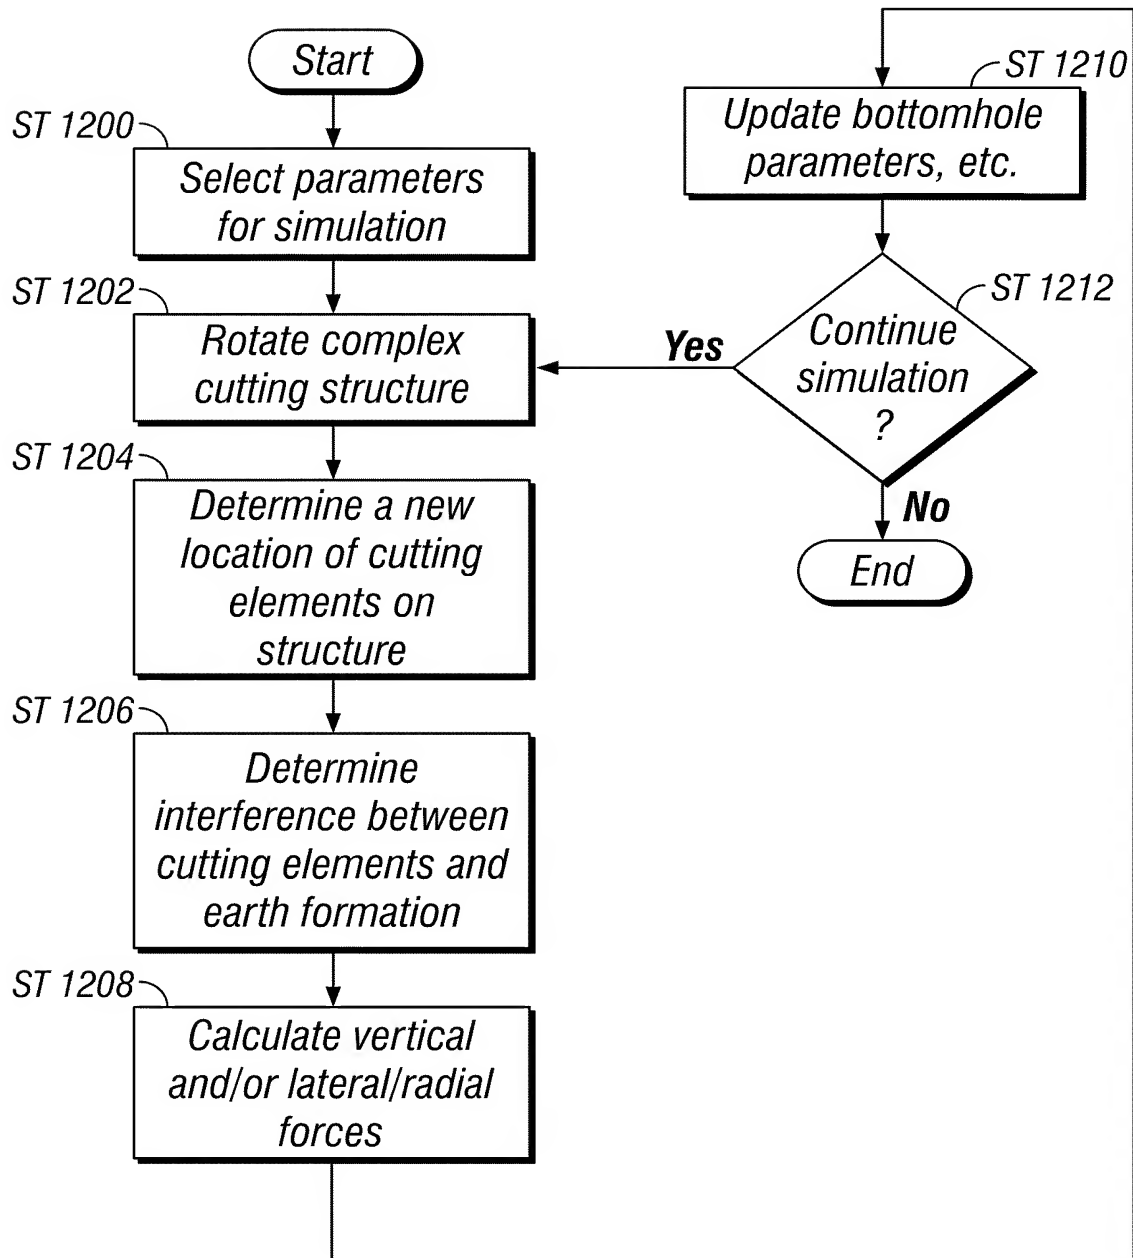 Start
ST 1200
Select parameters
for simulation
ST 1202
Rotate complex
cutting structure
ST 1204
Determine a new
location of cutting
elements on
structure
ST 1206
Determine
interference between
cutting elements and
earth formation
ST 1208
Calculate vertical
and/or lateral/radial
forces
ST 1210
Update bottomhole
parameters, etc.
ST 1212
Continue
simulation
?
Yes
No
End